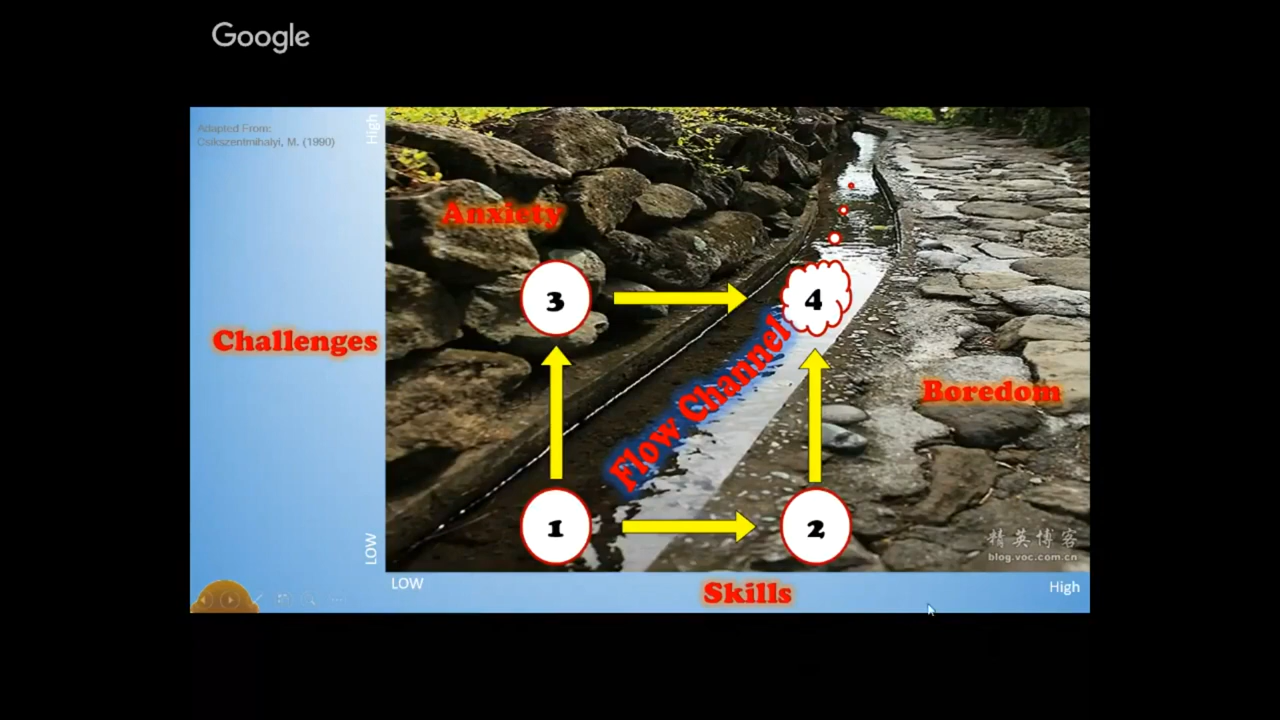 Google
Adapted From:
Csikszentmihalyi, M. (1990)
High
Anxiety
3
4
Challenges
Flow Channel
Boredom
1
2
精英博客
blog.voc.com.cn
LOW
LOW
Skills
High